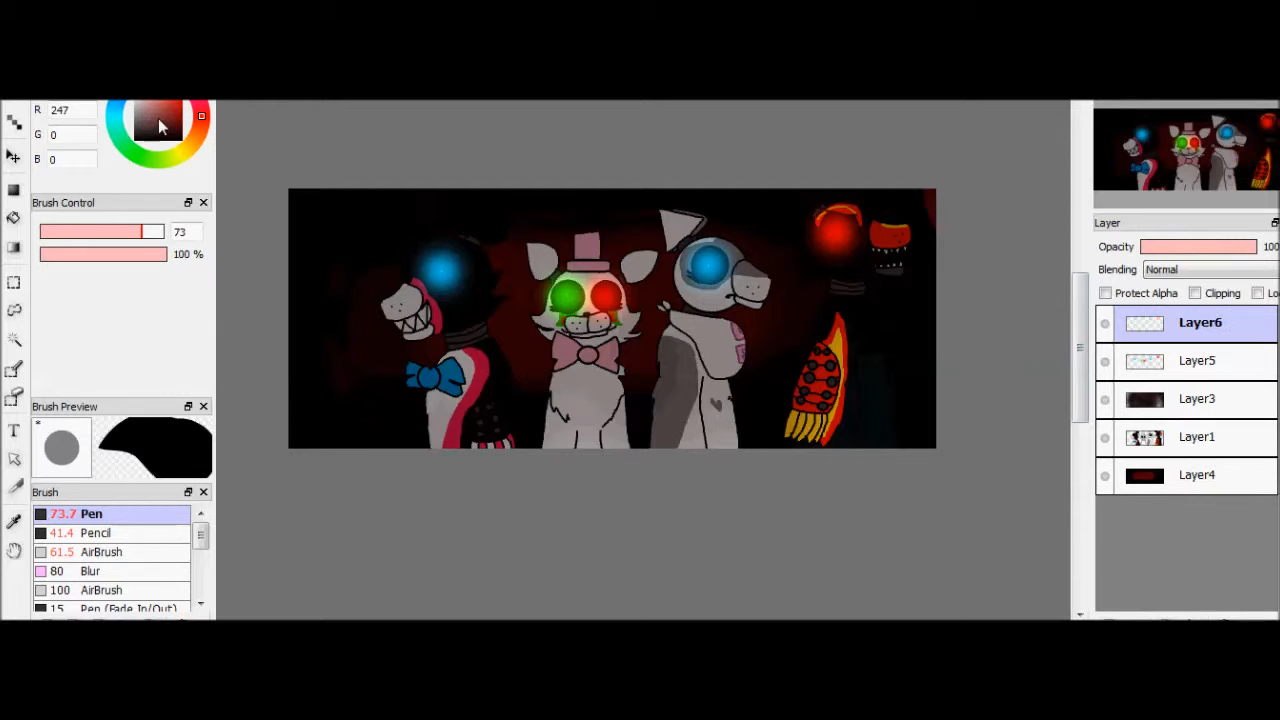 R 247
G 0
B 0
Brush Control
73
100 %
Brush Preview
*
Brush
73.7 Pen
41.4 Pencil
61.5 AirBrush
80 Blur
100 AirBrush
15 Pen (Fade In/Out)
T
Layer
Opacity 100
Blending Normal
Protect Alpha Clipping Lo
Layer6
Layer5
Layer3
Layer1
Layer4